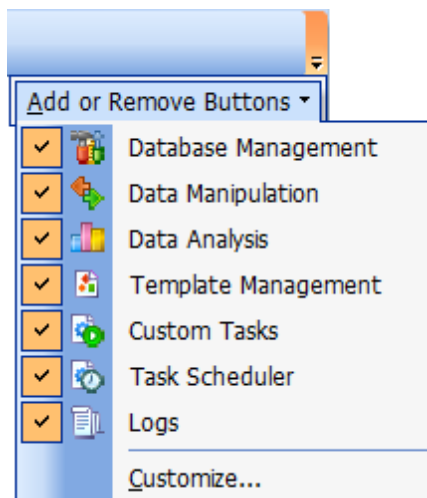 Add or Remove Buttons
Database Management
Data Manipulation
Data Analysis
Template Management
Custom Tasks
Task Scheduler
Logs
Customize...